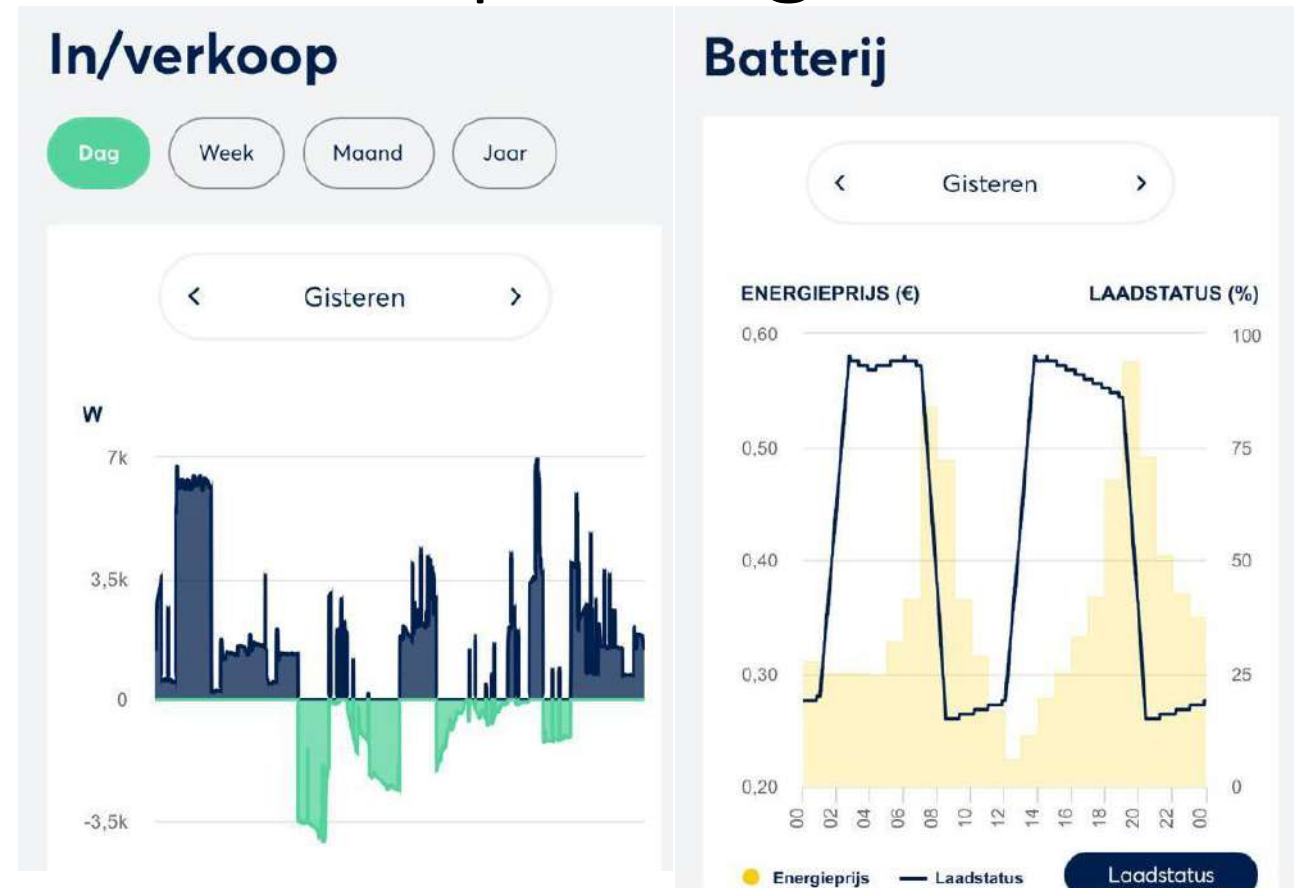 In/verkoop
Dag
Week
Maand
Jaar
< Gisteren >
W
7k
3,5k
0
-3,5k
Batterij
< Gisteren >
ENERGIEPRIJS (€)
LAADSTATUS (%)
0,60
100
0,50
75
0,40
50
0,30
25
0,20
0
00 02 04 06 08 10 12 14 16 18 20 22 00
Energieprijs
Laadstatus
Laadstatus